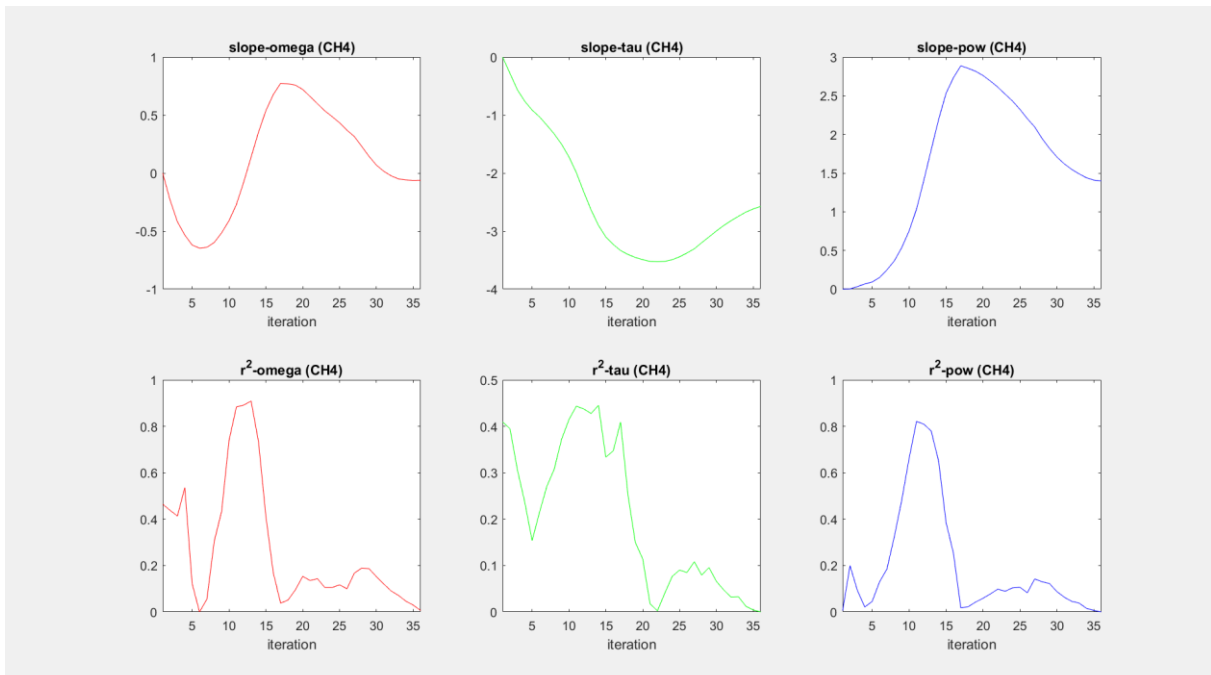 slope-omega (CH4)
1
0.5
0
-0.5
-1
5 10 15 20 25 30 35
iteration
slope-tau (CH4)
0
-1
-2
-3
-4
5 10 15 20 25 30 35
iteration
slope-pow (CH4)
3
2.5
2
1.5
1
0.5
0
5 10 15 20 25 30 35
iteration
r²-omega (CH4)
1
0.8
0.6
0.4
0.2
0
5 10 15 20 25 30 35
iteration
r²-tau (CH4)
0.5
0.4
0.3
0.2
0.1
0
5 10 15 20 25 30 35
iteration
r²-pow (CH4)
1
0.8
0.6
0.4
0.2
0
5 10 15 20 25 30 35
iteration